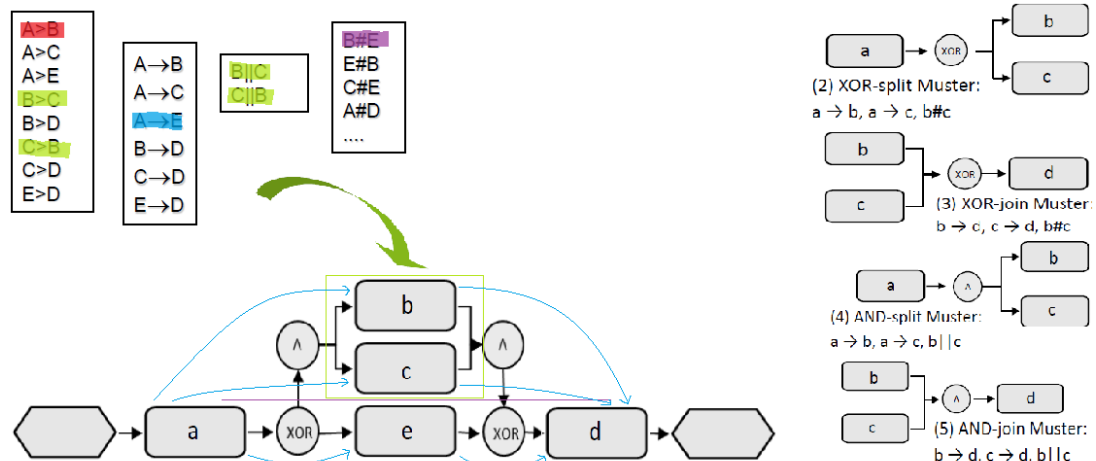 A>B
A>C
A>E
B>C
B>D
C>B
C>D
E>D
A→B
A→C
A→E
B→D
C→D
E→D
B||C
C||B
B#E
E#B
C#E
A#D
....
a
XOR
b
c
(2) XOR-split Muster:
a → b, a → c, b#c
b
c
XOR
d
(3) XOR-join Muster:
b → c, c → d, b#c
a
∧
b
c
(4) AND-split Muster:
a → b, a → c, b||c
b
c
∧
d
(5) AND-join Muster:
b → d, c → d, b||c
a
XOR
∧
b
c
∧
e
XOR
d